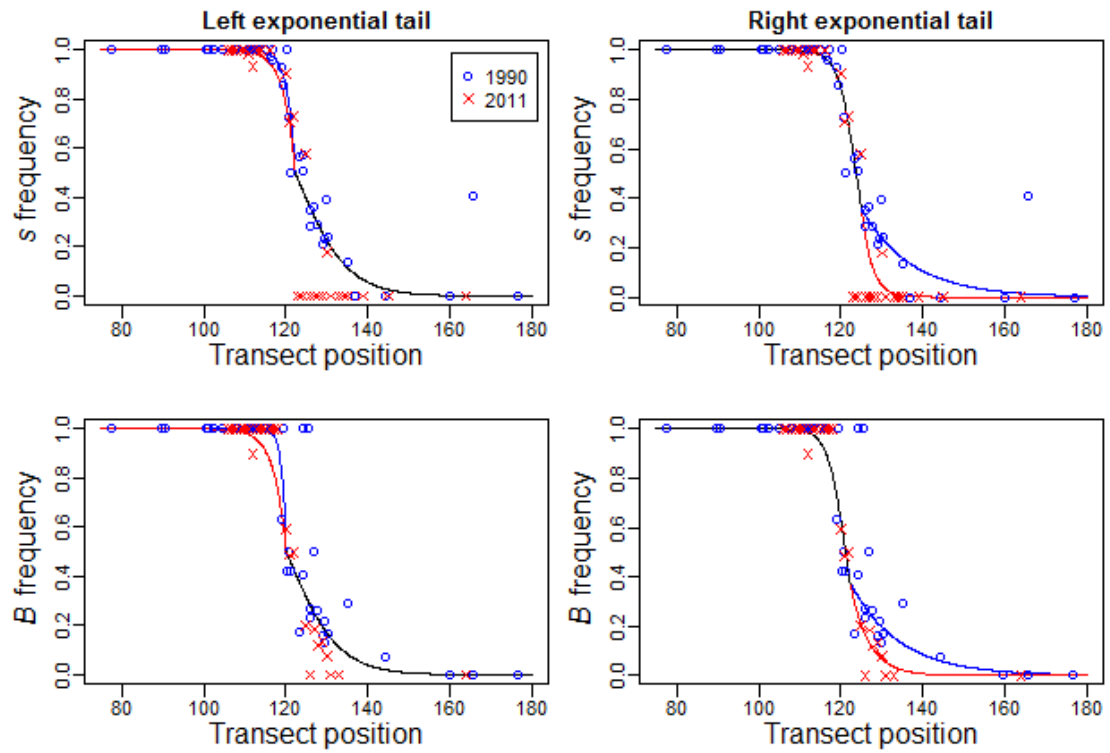 Left exponential tail
Right exponential tail
1990
2011
s frequency
0.0 0.2 0.4 0.6 0.8 1.0
80 100 120 140 160 180
Transect position
s frequency
0.0 0.2 0.4 0.6 0.8 1.0
80 100 120 140 160 180
Transect position
B frequency
0.0 0.2 0.4 0.6 0.8 1.0
80 100 120 140 160 180
Transect position
B frequency
0.0 0.2 0.4 0.6 0.8 1.0
80 100 120 140 160 180
Transect position